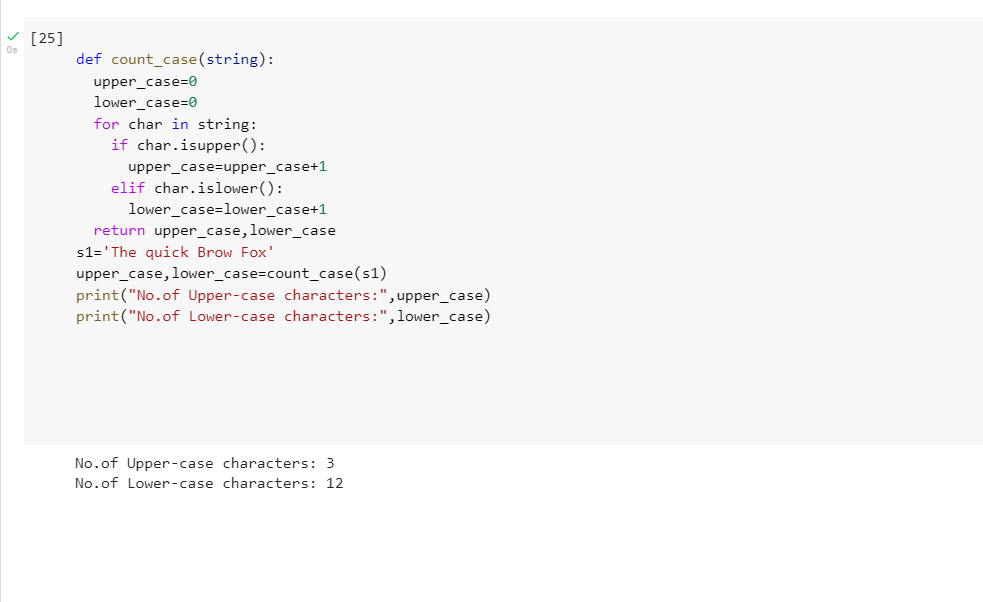 [25]
0s
def count_case(string):
  upper_case=0
  lower_case=0
  for char in string:
    if char.isupper():
      upper_case=upper_case+1
    elif char.islower():
      lower_case=lower_case+1
  return upper_case,lower_case
s1='The quick Brow Fox'
upper_case,lower_case=count_case(s1)
print("No.of Upper-case characters:",upper_case)
print("No.of Lower-case characters:",lower_case)
No.of Upper-case characters: 3
No.of Lower-case characters: 12